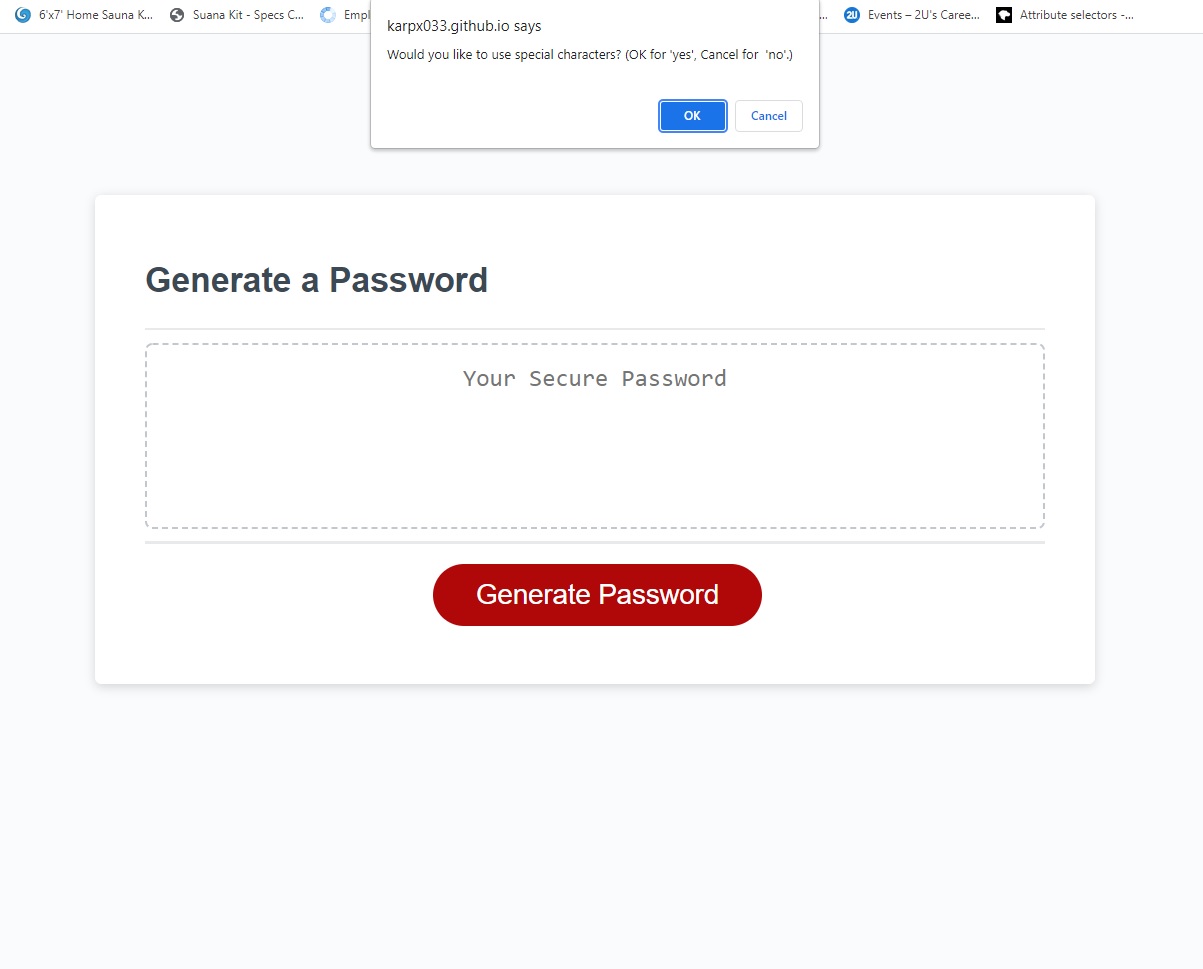 6'x7' Home Sauna K...
Suana Kit - Specs C...
Empl
...
2U
Events – 2U's Caree...
Attribute selectors -...
karpx033.github.io says
Would you like to use special characters? (OK for 'yes', Cancel for  'no'.)
OK
Cancel
Generate a Password
Your Secure Password
Generate Password